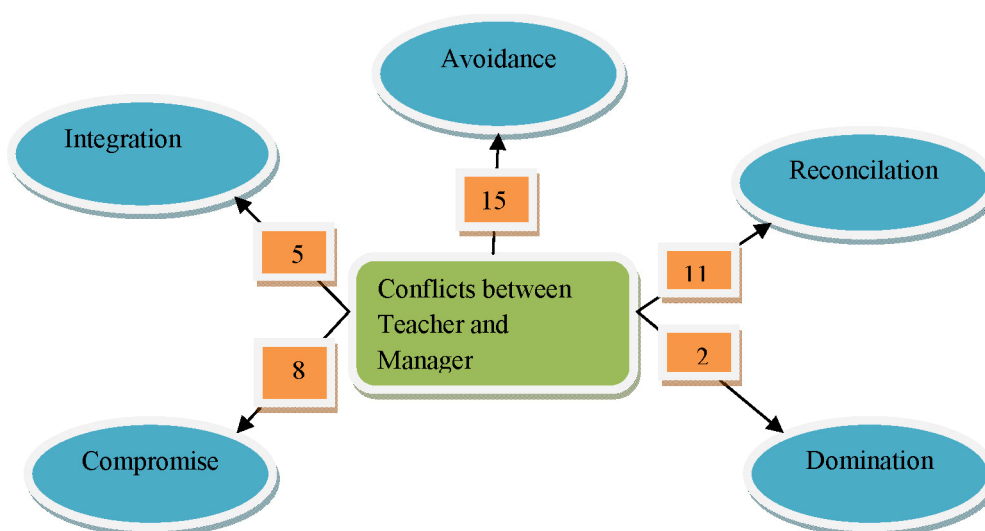 Avoidance
Integration
Reconcilation
15
5
11
Conflicts between
Teacher and
Manager
8
2
Compromise
Domination